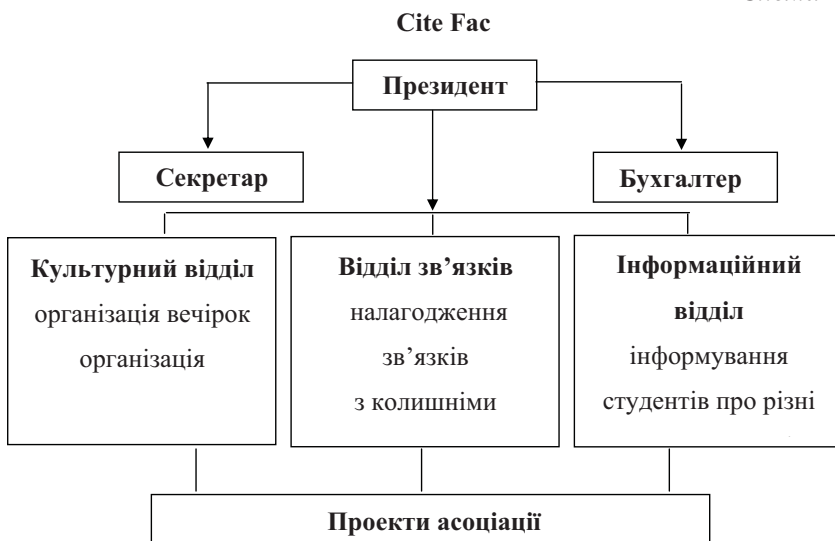 Cite Fac
Президент
Секретар
Бухгалтер
Культурний відділ
організація вечірок
організація
Відділ зв’язків
налагодження
зв’язків
з колишніми
Інформаційний
відділ
інформування
студентів про різні
Проекти асоціації